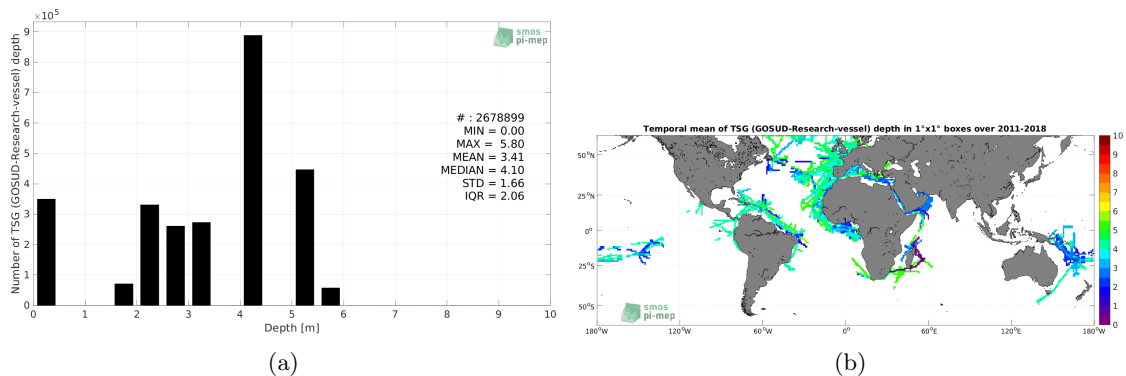 ×10⁵
9
8
7
6
5
4
3
2
1
0
Number of TSG (GOSUD-Research-vessel) depth
smos
pi-mep
# : 2678899
MIN = 0.00
MAX = 5.80
MEAN = 3.41
MEDIAN = 4.10
STD = 1.66
IQR = 2.06
0 1 2 3 4 5 6 7 8 9 10
Depth [m]
(a)
Temporal mean of TSG (GOSUD-Research-vessel) depth in 1°x1° boxes over 2011-2018
50°N
25°N
0°
25°S
50°S
smos
pi-mep
180°W 120°W 60°W 0° 60°E 120°E 180°E
10
9
8
7
6
5
4
3
2
1
0
(b)